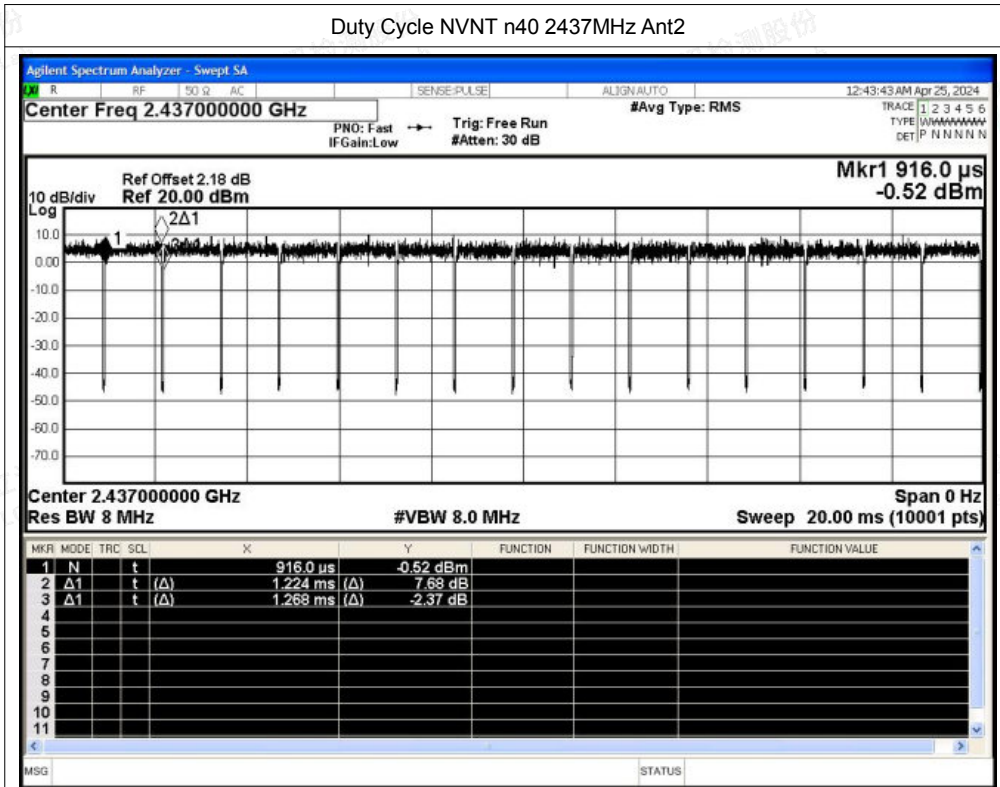 Duty Cycle NVNT n40 2437MHz Ant2
Agilent Spectrum Analyzer - Swept SA
R RF 50 Ω AC SENSE:PULSE ALIGN AUTO 12:43:43 AM Apr 25, 2024
Center Freq 2.437000000 GHz #Avg Type: RMS TRACE 1 2 3 4 5 6
PNO: Fast Trig: Free Run TYPE
IFGain:Low #Atten: 30 dB DET P N N N N N
Mkr1 916.0 µs
-0.52 dBm
Ref Offset 2.18 dB
10 dB/div Ref 20.00 dBm
Log
2Δ1
10.0
1
0.00
-10.0
-20.0
-30.0
-40.0
-50.0
-60.0
-70.0
Center 2.437000000 GHz Span 0 Hz
Res BW 8 MHz #VBW 8.0 MHz Sweep 20.00 ms (10001 pts)
MKR MODE TRC SCL X Y FUNCTION FUNCTION WIDTH FUNCTION VALUE
1 N t 916.0 µs -0.52 dBm
2 Δ1 t (Δ) 1.224 ms (Δ) 7.68 dB
3 Δ1 t (Δ) 1.268 ms (Δ) -2.37 dB
4
5
6
7
8
9
10
11
MSG STATUS